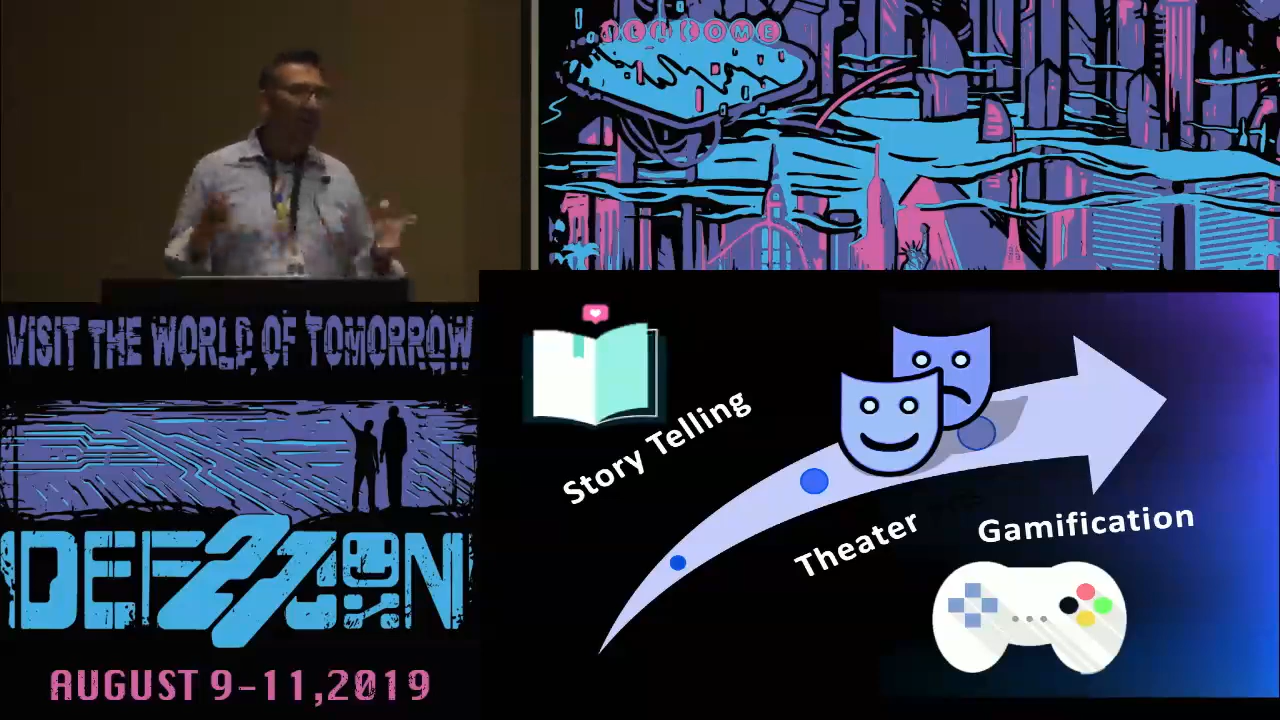 WELCOME
VISIT THE WORLD OF TOMORROW
DEF CON 27
AUGUST 9-11,2019
Story Telling
Theater
Gamification